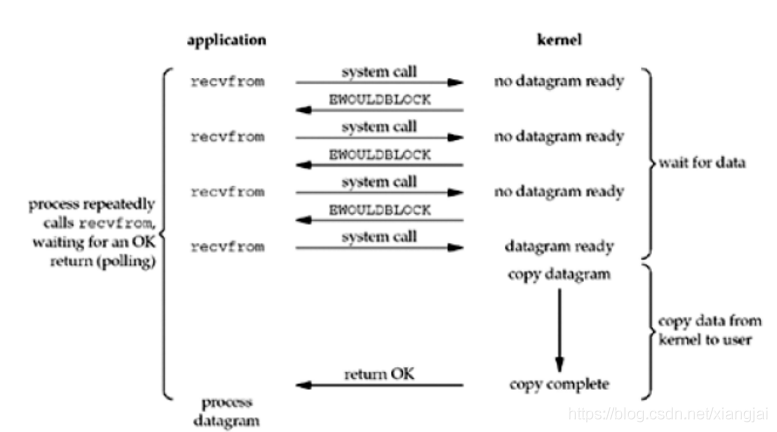 application
kernel
recvfrom
system call
no datagram ready
EWOULDBLOCK
recvfrom
system call
no datagram ready
EWOULDBLOCK
recvfrom
system call
no datagram ready
EWOULDBLOCK
recvfrom
system call
datagram ready
wait for data
process repeatedly
calls recvfrom,
waiting for an OK
return (polling)
copy datagram
copy data from
kernel to user
return OK
copy complete
process
datagram
https://blog.csdn.net/xiangjai